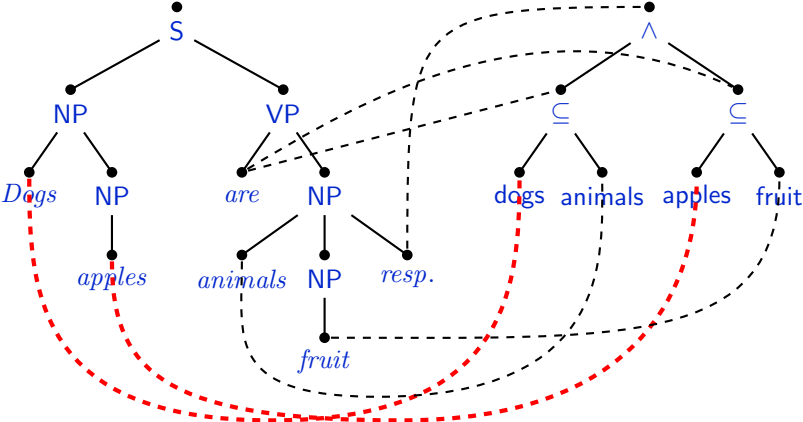 S ∧
NP VP ⊆ ⊆
Dogs NP are NP dogs animals apples fruit
apples animals NP resp.
fruit